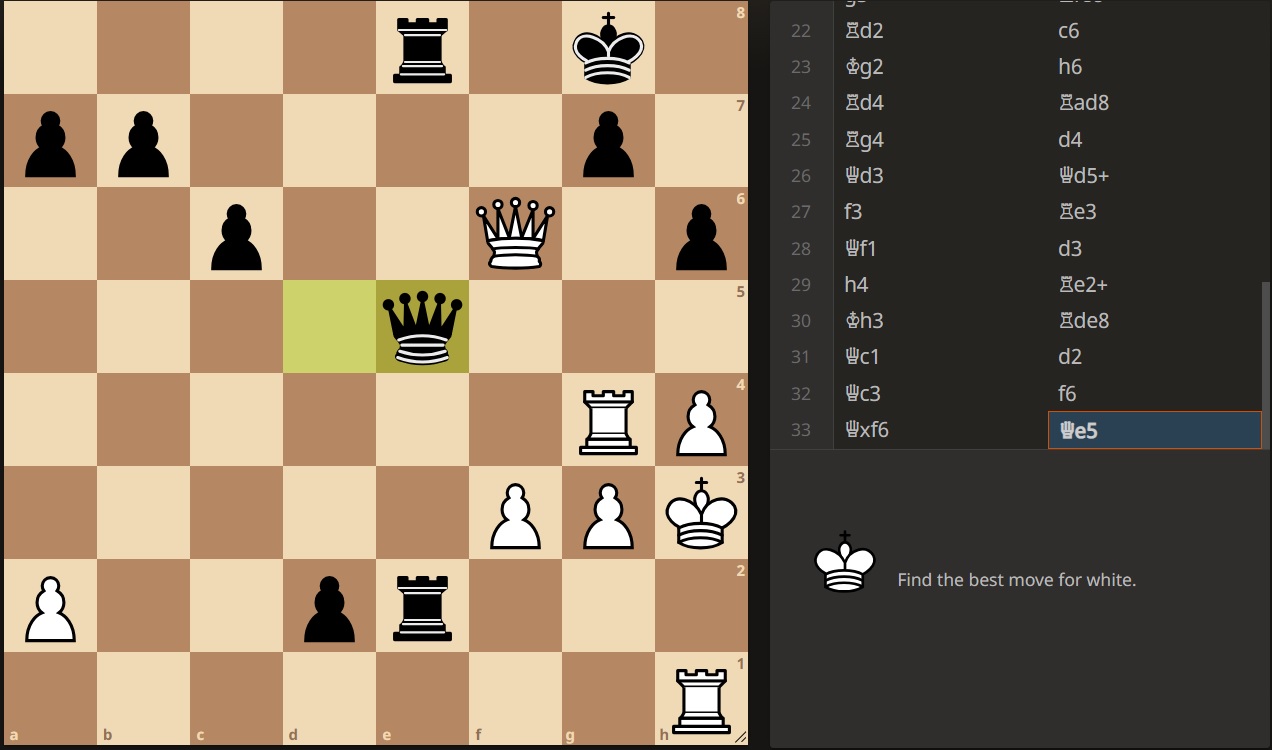 8
7
6
5
4
3
2
1
a b c d e f g h
22 ♖d2 c6
23 ♔g2 h6
24 ♖d4 ♖ad8
25 ♖g4 d4
26 ♕d3 ♕d5+
27 f3 ♖e3
28 ♕f1 d3
29 h4 ♖e2+
30 ♔h3 ♖de8
31 ♕c1 d2
32 ♕c3 f6
33 ♕xf6 ♕e5
Find the best move for white.